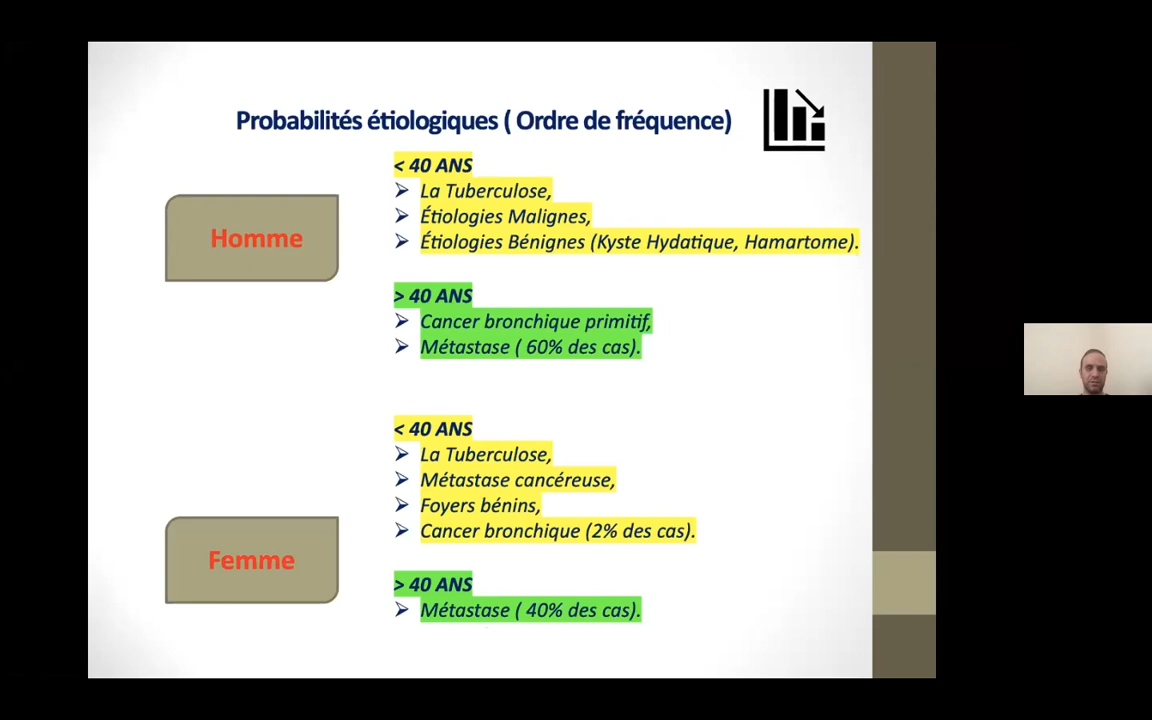 Probabilités étiologiques ( Ordre de fréquence)
Homme
< 40 ANS
La Tuberculose,
Étiologies Malignes,
Étiologies Bénignes (Kyste Hydatique, Hamartome).
> 40 ANS
Cancer bronchique primitif,
Métastase ( 60% des cas).
Femme
< 40 ANS
La Tuberculose,
Métastase cancéreuse,
Foyers bénins,
Cancer bronchique (2% des cas).
> 40 ANS
Métastase ( 40% des cas).